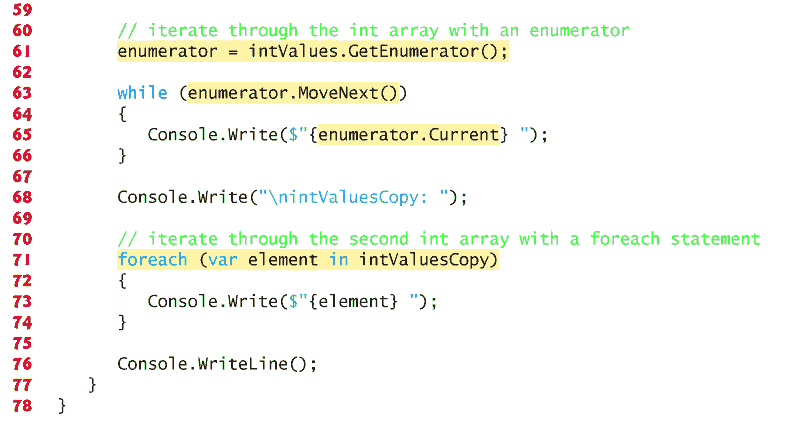 59
60 // iterate through the int array with an enumerator
61 enumerator = intValues.GetEnumerator();
62
63 while (enumerator.MoveNext())
64 {
65 Console.Write($"{enumerator.Current} ");
66 }
67
68 Console.Write("\nintValuesCopy: ");
69
70 // iterate through the second int array with a foreach statement
71 foreach (var element in intValuesCopy)
72 {
73 Console.Write($"{element} ");
74 }
75
76 Console.WriteLine();
77 }
78 }